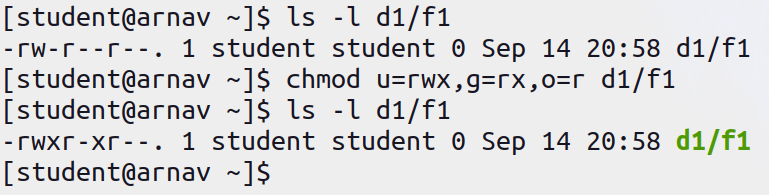 [student@arnav ~]$ ls -l d1/f1
-rw-r--r--. 1 student student 0 Sep 14 20:58 d1/f1
[student@arnav ~]$ chmod u=rwx,g=rx,o=r d1/f1
[student@arnav ~]$ ls -l d1/f1
-rwxr-xr--. 1 student student 0 Sep 14 20:58 d1/f1
[student@arnav ~]$